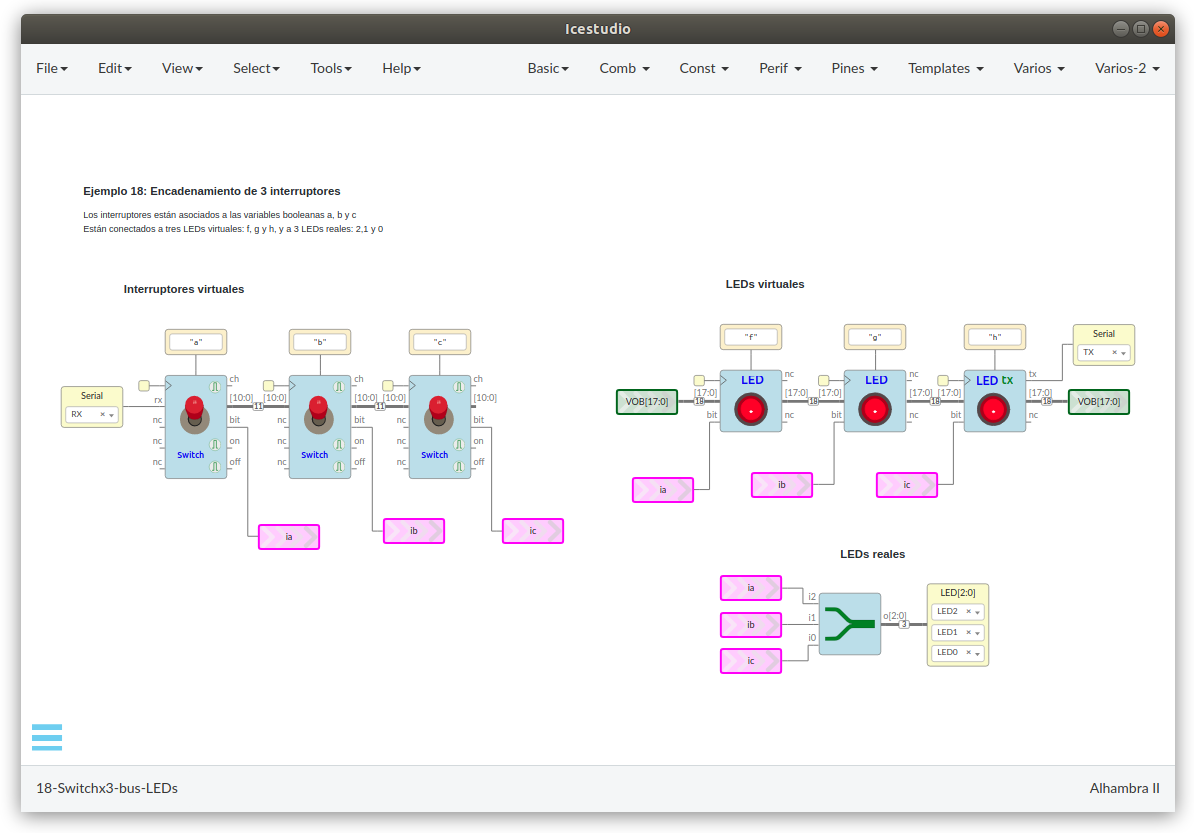 Icestudio
File Edit View Select Tools Help Basic Comb Const Perif Pines Templates Varios Varios-2
Ejemplo 18: Encadenamiento de 3 interruptores
Los interruptores están asociados a las variables booleanas a, b y c
Están conectados a tres LEDs virtuales: f, g y h, y a 3 LEDs reales: 2,1 y 0
Interruptores virtuales
"a" "b" "c"
Serial
RX
rx
nc
nc
nc
ch
[10:0]
bit
on
off
Switch
11
[10:0]
nc
nc
nc
ch
[10:0]
bit
on
off
Switch
11
[10:0]
nc
nc
nc
ch
[10:0]
bit
on
off
Switch
ia
ib
ic
LEDs virtuales
"f" "g" "h"
VOB[17:0]
18
[17:0]
bit
LED
nc
[17:0]
nc
18
[17:0]
bit
LED
nc
[17:0]
nc
18
[17:0]
bit
LED tx
tx
[17:0]
nc
18
Serial
TX
VOB[17:0]
ia
ib
ic
LEDs reales
ia
ib
ic
i2
i1
i0
o[2:0]
3
LED[2:0]
LED2
LED1
LED0
18-Switchx3-bus-LEDs
Alhambra II